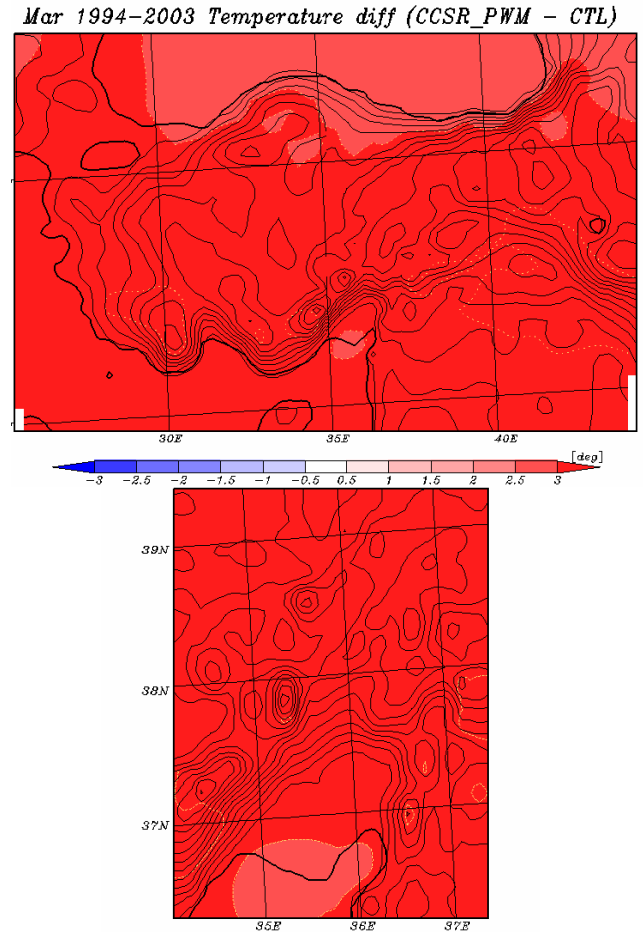 Mar 1994-2003 Temperature diff (CCSR_PWM - CTL)
30E 35E 40E
[deg]
-3 -2.5 -2 -1.5 -1 -0.5 0.5 1 1.5 2 2.5 3
39N
38N
37N
35E 36E 37E